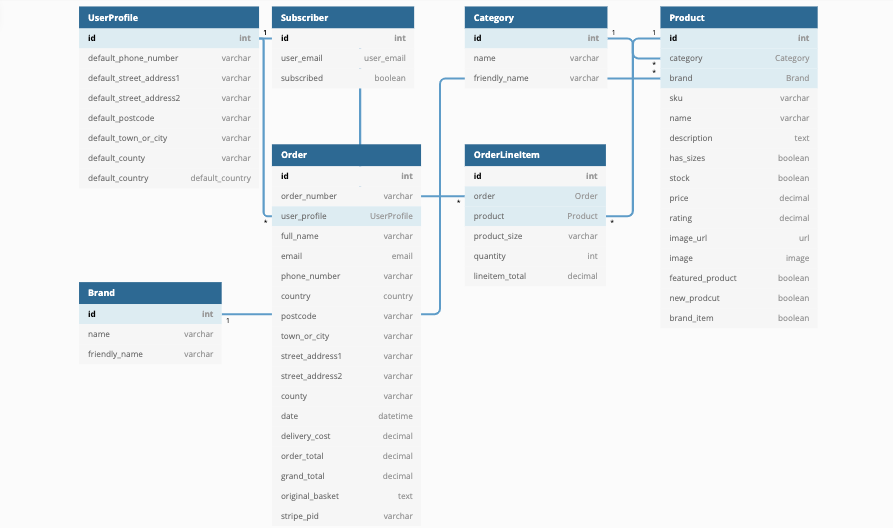 UserProfile
id int
default_phone_number varchar
default_street_address1 varchar
default_street_address2 varchar
default_postcode varchar
default_town_or_city varchar
default_county varchar
default_country default_country
1
*
Subscriber
id int
user_email user_email
subscribed boolean
Category
id int
name varchar
friendly_name varchar
1
1
*
*
Product
id int
category Category
brand Brand
sku varchar
name varchar
description text
has_sizes boolean
stock boolean
price decimal
rating decimal
image_url url
image image
featured_product boolean
new_prodcut boolean
brand_item boolean
Order
id int
order_number varchar
user_profile UserProfile
full_name varchar
email email
phone_number varchar
country country
postcode varchar
town_or_city varchar
street_address1 varchar
street_address2 varchar
county varchar
date datetime
delivery_cost decimal
order_total decimal
grand_total decimal
original_basket text
stripe_pid varchar
*
OrderLineItem
id int
order Order
product Product
product_size varchar
quantity int
lineitem_total decimal
*
Brand
id int
name varchar
friendly_name varchar
1